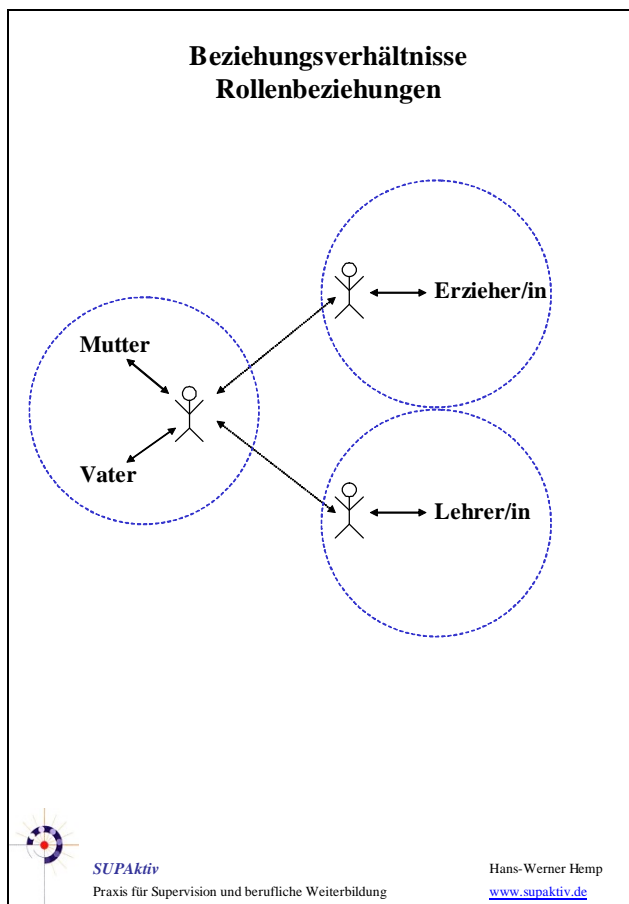 Beziehungsverhältnisse
Rollenbeziehungen
Erzieher/in
Mutter
Vater
Lehrer/in
SUPAktiv
Hans-Werner Hemp
Praxis für Supervision und berufliche Weiterbildung
www.supaktiv.de